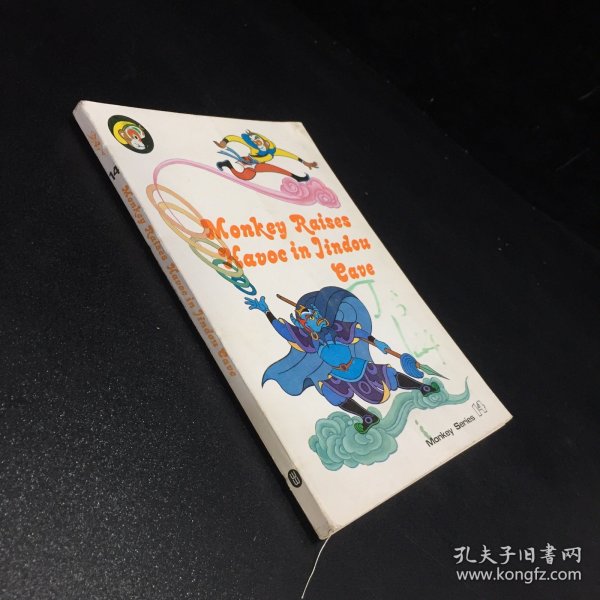 Monkey Raises
Havoc in Jindou
Cave
Monkey Series 14
14
Monkey Raises Havoc in Jindou Cave
孔夫子旧書网
www.kongfz.com